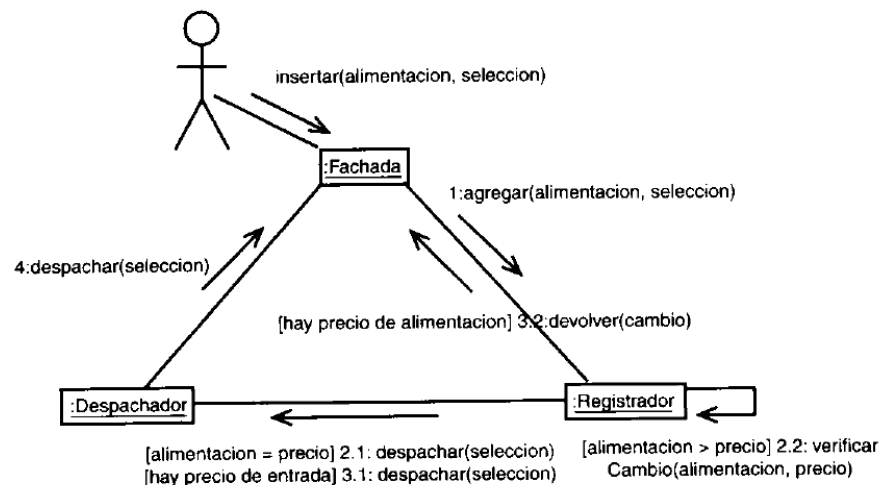 insertar(alimentacion, seleccion)
:Fachada
1:agregar(alimentacion, seleccion)
4:despachar(seleccion)
[hay precio de alimentacion] 3.2:devolver(cambio)
:Despachador
:Registrador
[alimentacion = precio] 2.1: despachar(seleccion)
[hay precio de entrada] 3.1: despachar(seleccion)
[alimentacion > precio] 2.2: verificar
Cambio(alimentacion, precio)